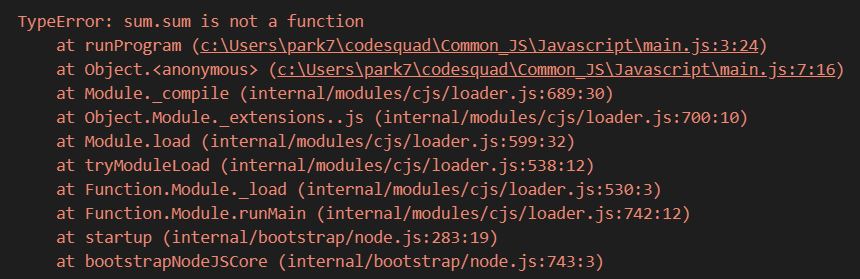 TypeError: sum.sum is not a function
at runProgram (c:\Users\park7\codesquad\Common_JS\Javascript\main.js:3:24)
at Object.<anonymous> (c:\Users\park7\codesquad\Common_JS\Javascript\main.js:7:16)
at Module._compile (internal/modules/cjs/loader.js:689:30)
at Object.Module._extensions..js (internal/modules/cjs/loader.js:700:10)
at Module.load (internal/modules/cjs/loader.js:599:32)
at tryModuleLoad (internal/modules/cjs/loader.js:538:12)
at Function.Module._load (internal/modules/cjs/loader.js:530:3)
at Function.Module.runMain (internal/modules/cjs/loader.js:742:12)
at startup (internal/bootstrap/node.js:283:19)
at bootstrapNodeJSCore (internal/bootstrap/node.js:743:3)